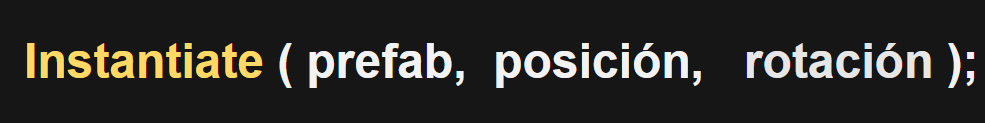 Instantiate ( prefab, posición, rotación );